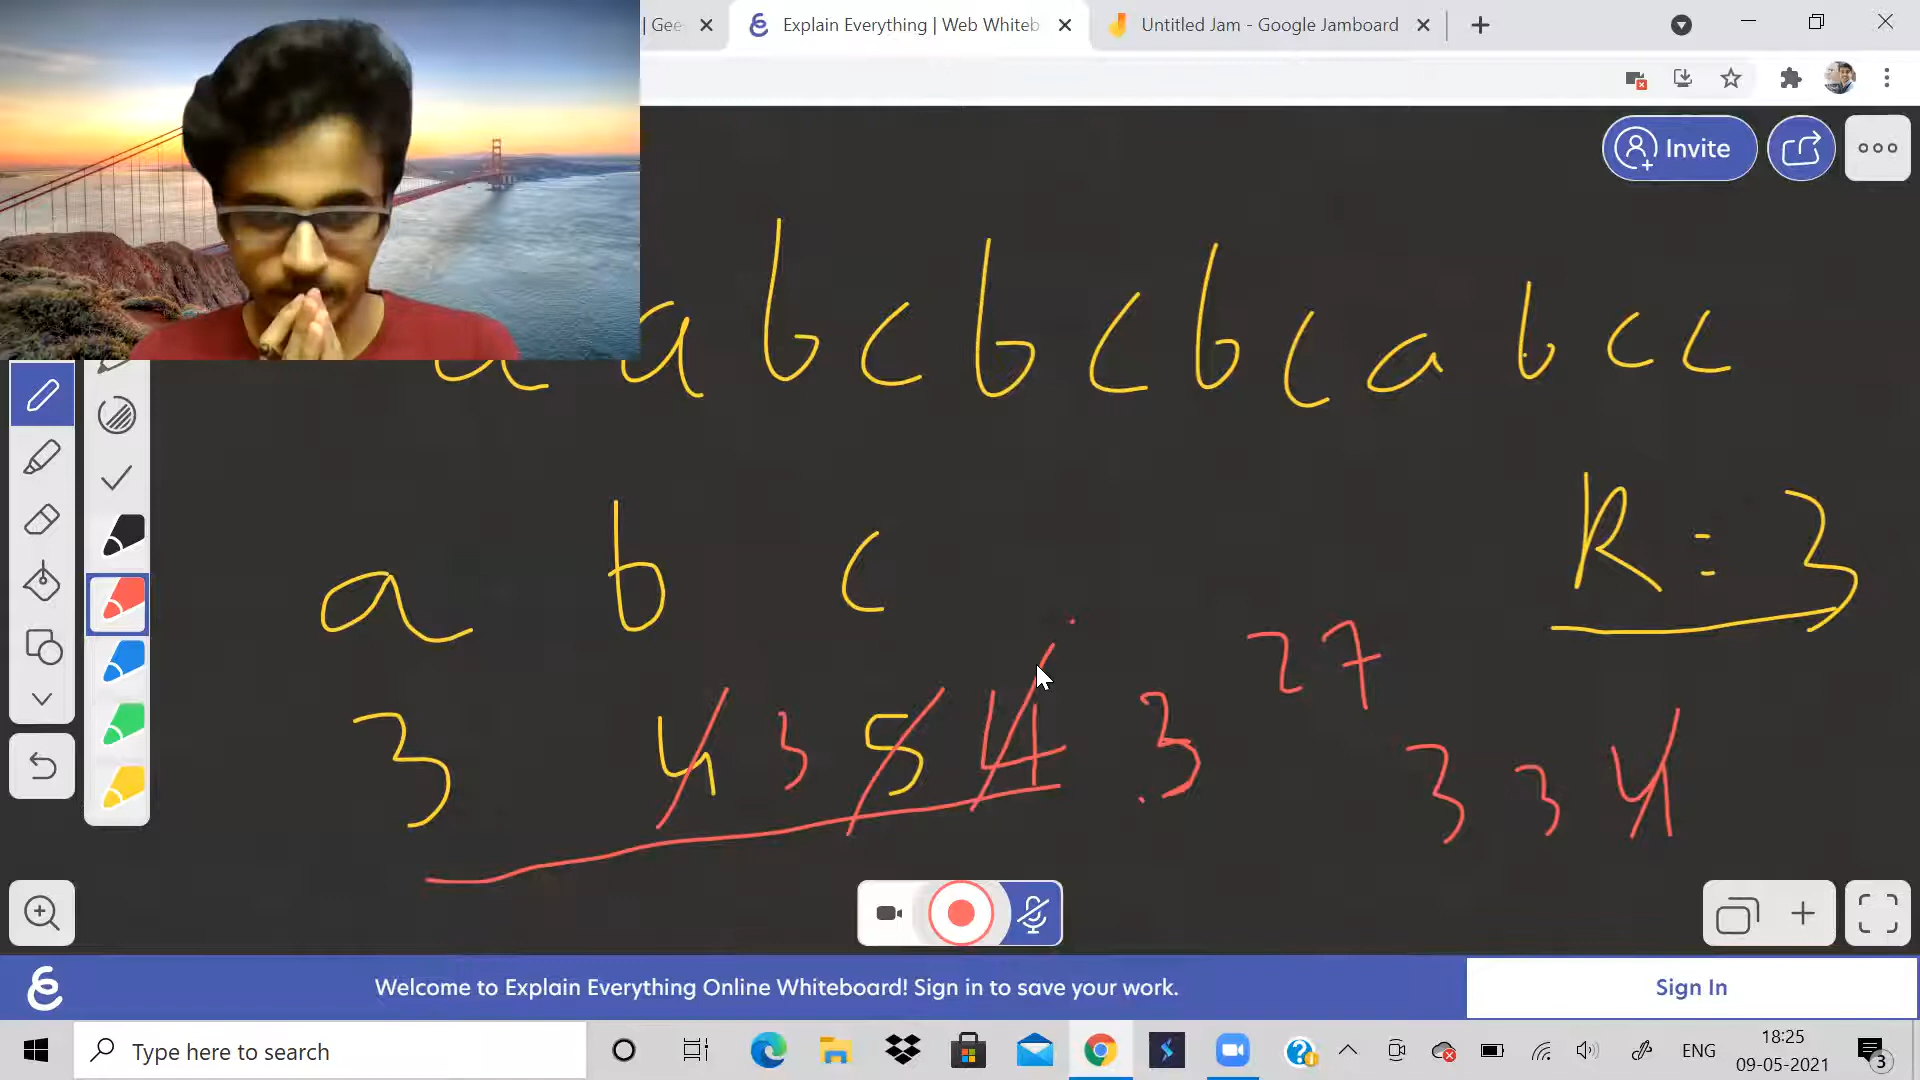 Gee
Explain Everything | Web Whiteb
Untitled Jam - Google Jamboard
Invite
a a b c b c b c a b c c
a b c
K = 3
27
3 4 3 5 4 3
3 3 4
Welcome to Explain Everything Online Whiteboard! Sign in to save your work.
Sign In
Type here to search
ENG
18:25
09-05-2021
3